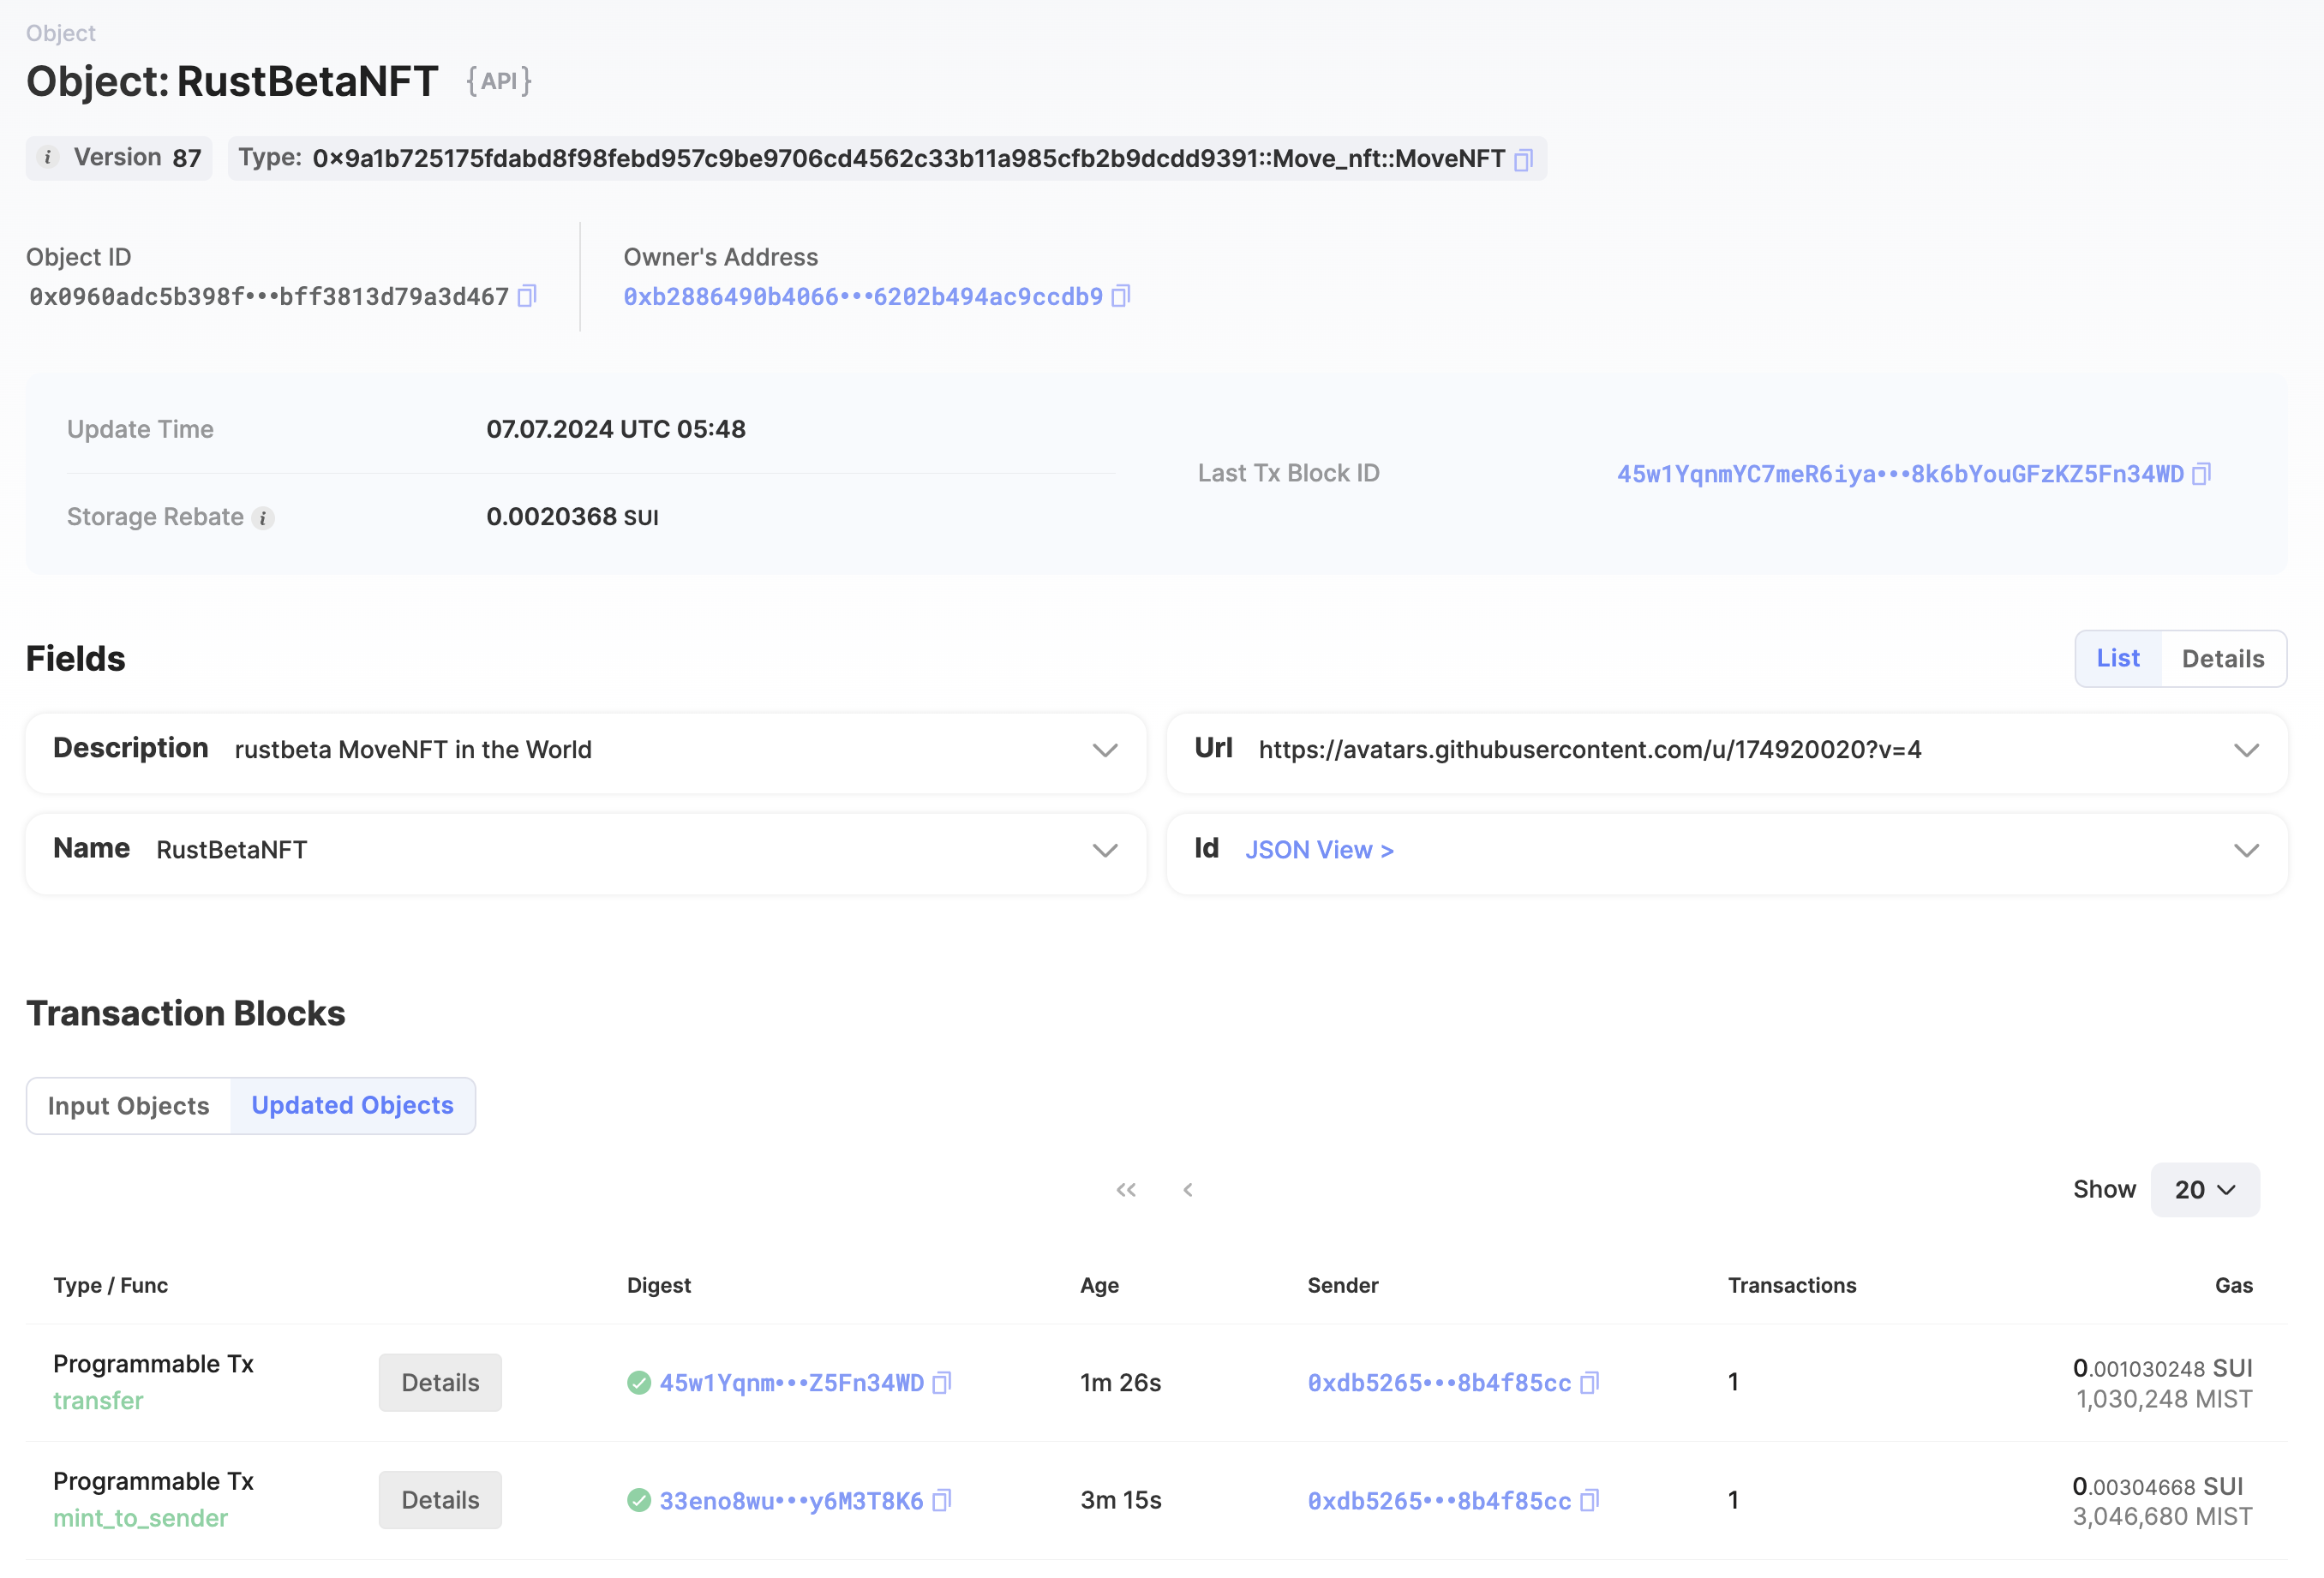 Object
Object: RustBetaNFT {API}
i Version 87 Type: 0x9a1b725175fdabd8f98febd957c9be9706cd4562c33b11a985cfb2b9dcdd9391::Move_nft::MoveNFT
Object ID
0x0960adc5b398f•••bff3813d79a3d467
Owner's Address
0xb2886490b4066•••6202b494ac9ccdb9
Update Time 07.07.2024 UTC 05:48
Storage Rebate i 0.0020368 SUI
Last Tx Block ID 45w1YqnmYC7meR6iya•••8k6bYouGFzKZ5Fn34WD
Fields
List Details
Description rustbeta MoveNFT in the World
Url https://avatars.githubusercontent.com/u/174920020?v=4
Name RustBetaNFT
Id JSON View >
Transaction Blocks
Input Objects Updated Objects
Show 20
Type / Func Digest Age Sender Transactions Gas
Programmable Tx
transfer
Details 45w1Yqnm•••Z5Fn34WD 1m 26s 0xdb5265•••8b4f85cc 1
0.001030248 SUI
1,030,248 MIST
Programmable Tx
mint_to_sender
Details 33eno8wu•••y6M3T8K6 3m 15s 0xdb5265•••8b4f85cc 1
0.00304668 SUI
3,046,680 MIST